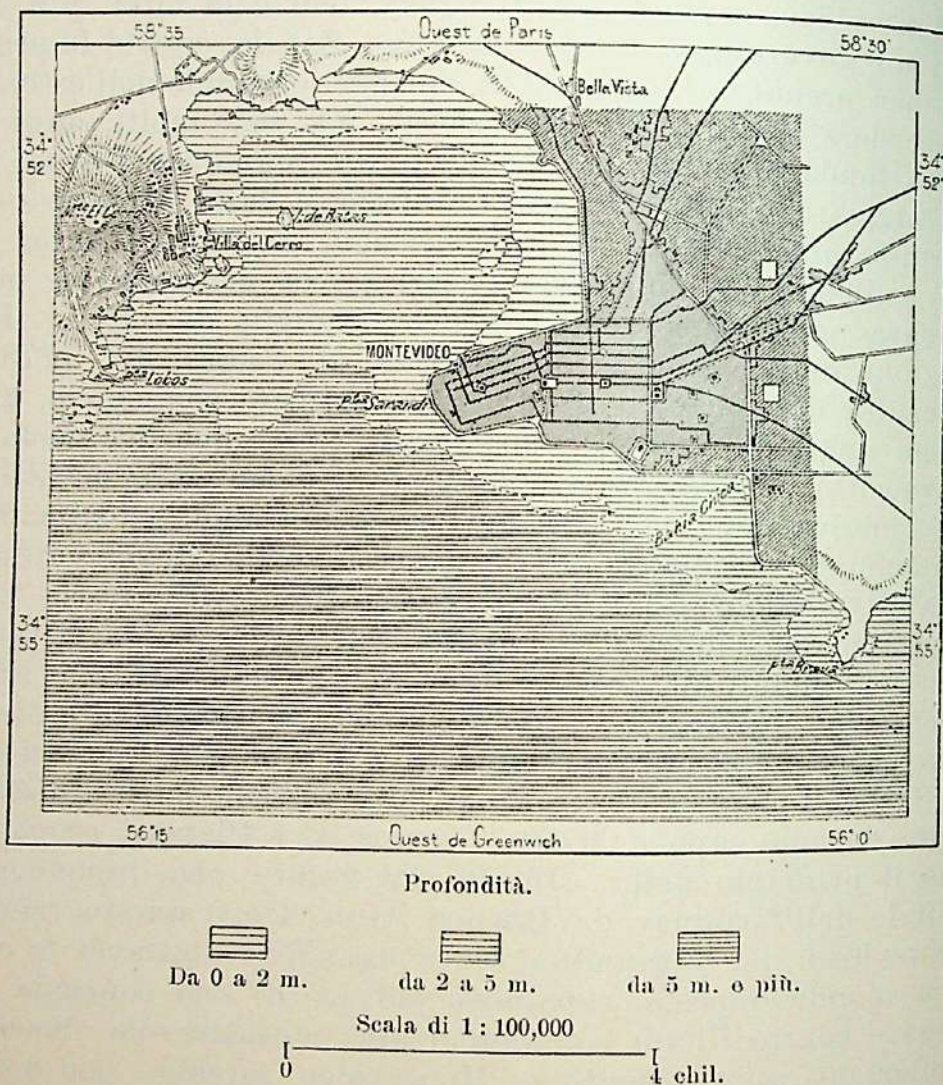 58°35 Ouest de Paris 58°30'
Bella Vista
34° 52' 34° 52'
I. de Ratas
Villa del Cerro
MONTEVIDEO
Pta Lobos
Pta Sarandi
Bahia Chica
34° 55' 34° 55'
Pta Brava
56°15' Ouest de Greenwich 56°10'
Profondità.
Da 0 a 2 m. da 2 a 5 m. da 5 m. o più.
Scala di 1 : 100,000
0 4 chil.